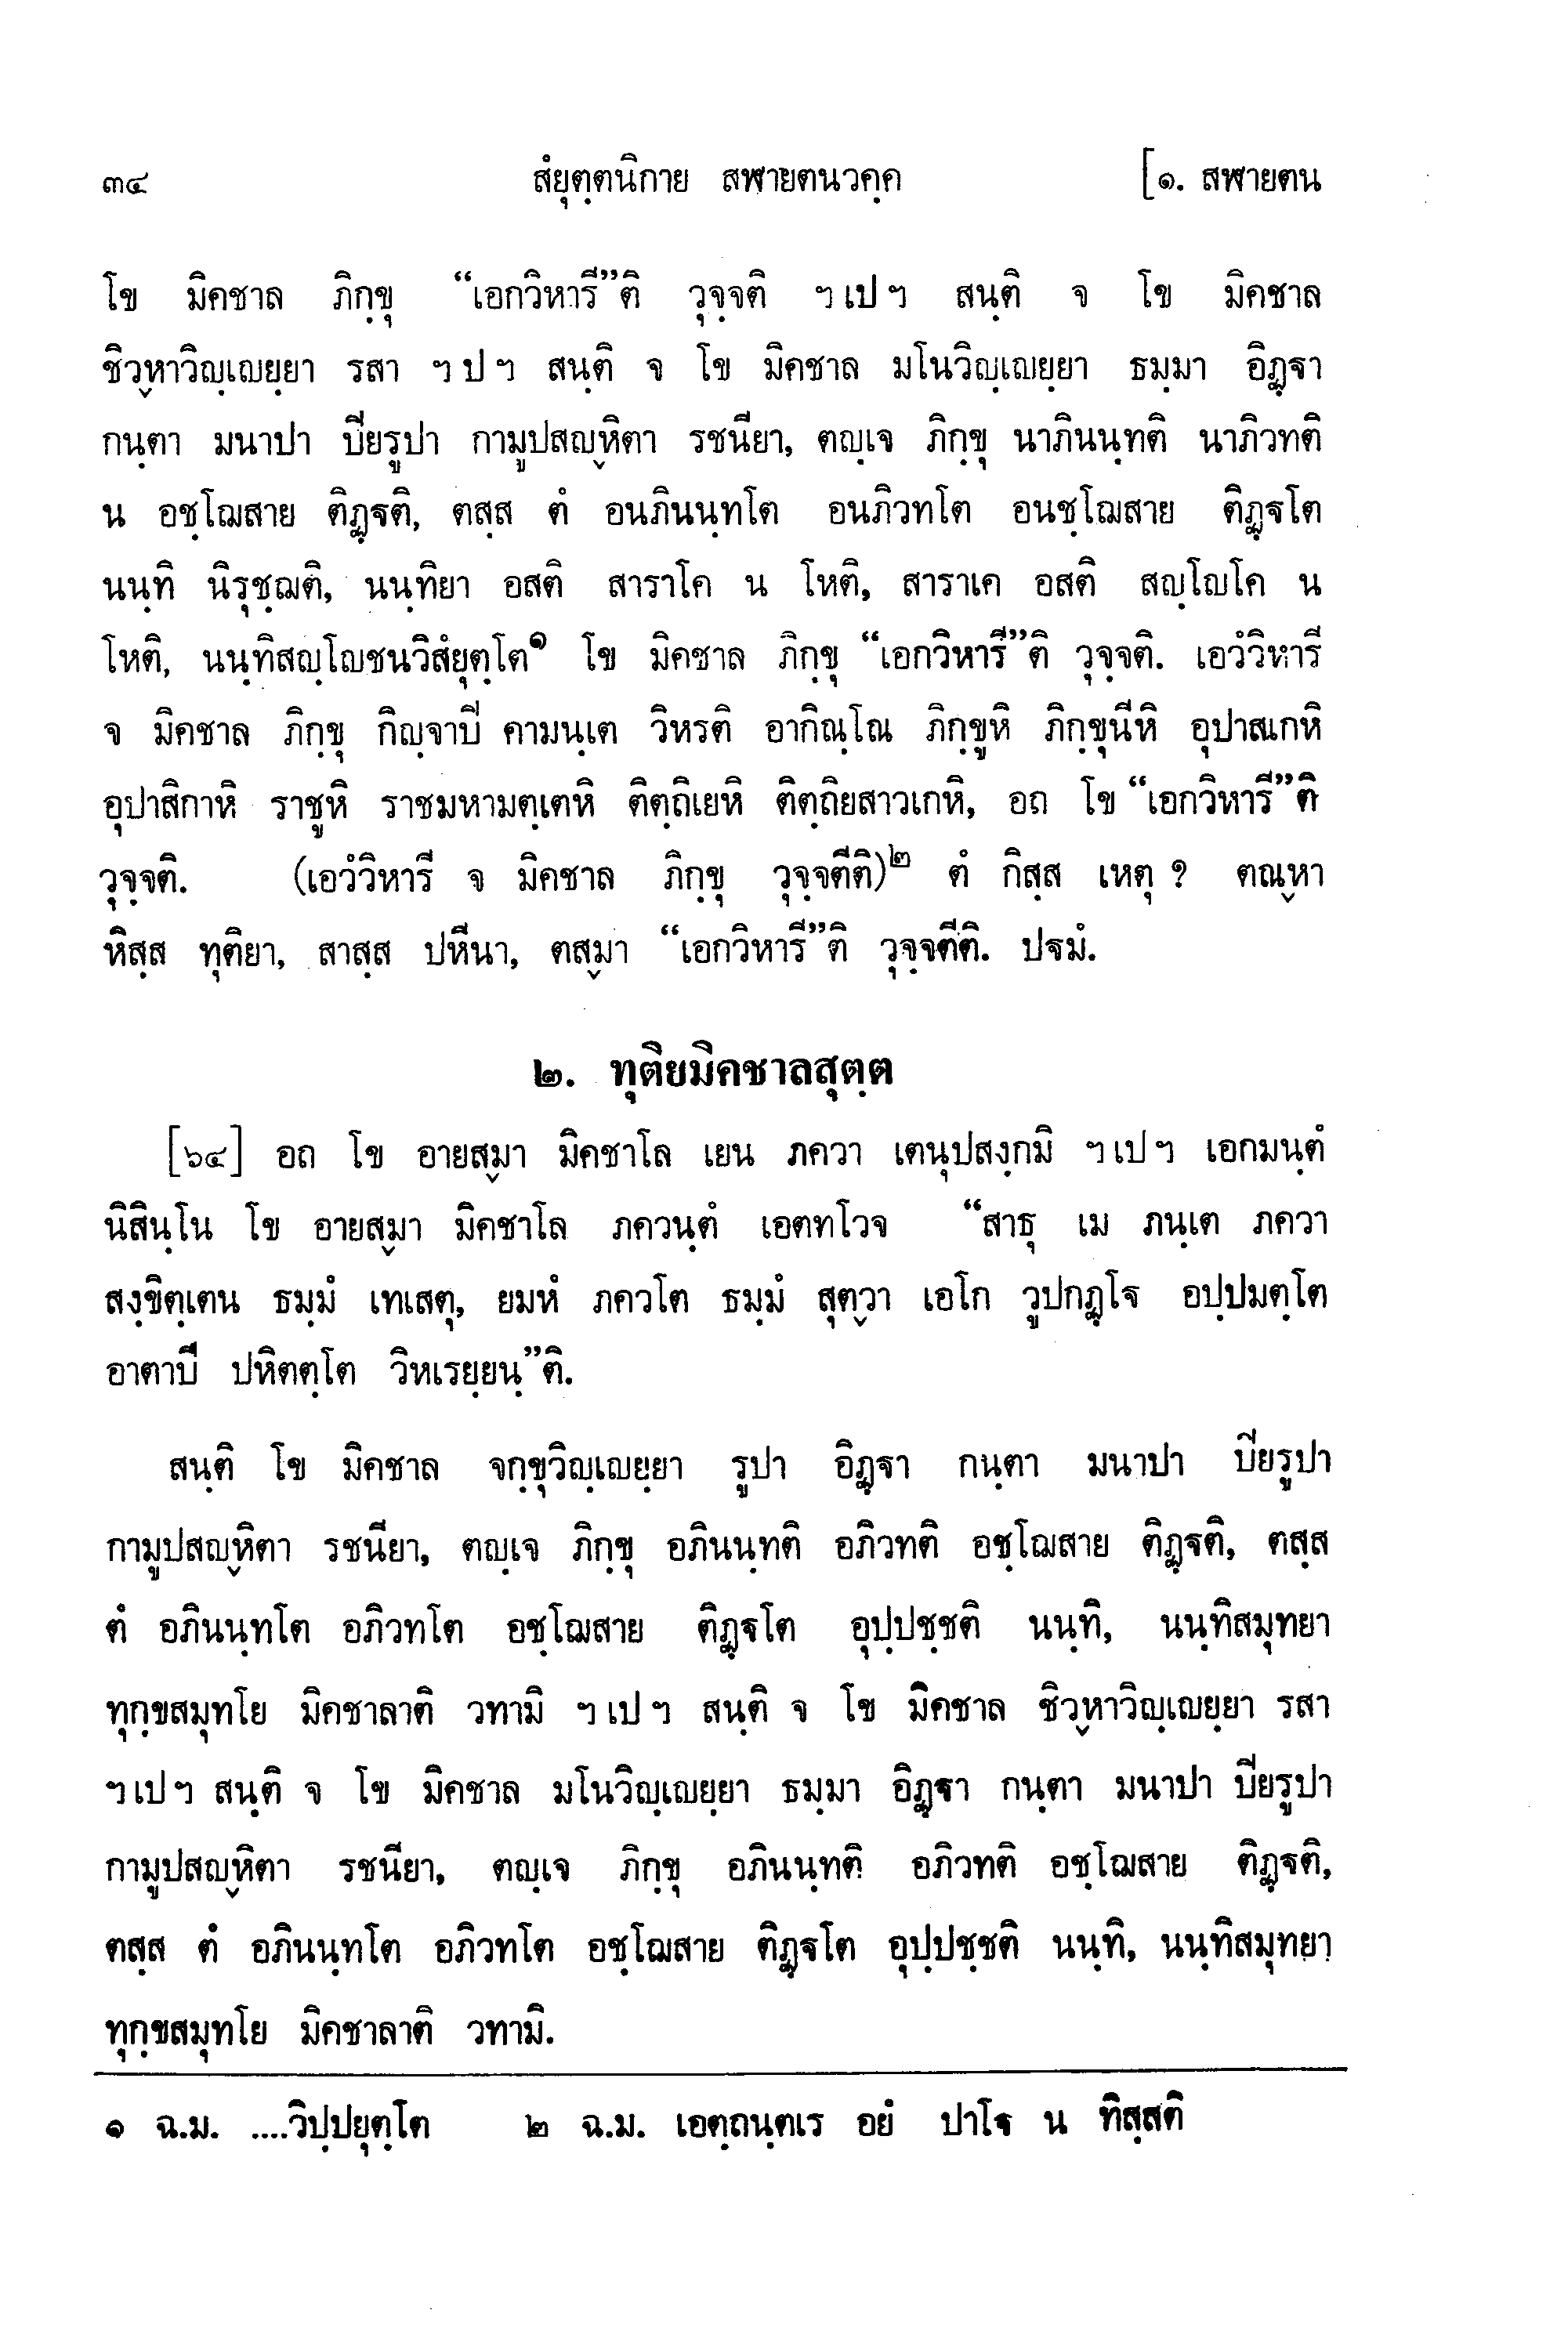 ๓๔ สํยุตฺตนิกาย สฬายตนวคฺค [๑. สฬายตน
โข มิคชาล ภิกฺขุ “เอกวิหารี”ติ วุจฺจติ ฯ เป ฯ สนฺติ จ โข มิคชาล
ชิวฺหาวิญฺเญยฺยา รสา ฯ ป ฯ สนฺติ จ โข มิคชาล มโนวิญฺเญยฺยา ธมฺมา อิฏฺฐา
กนฺตา มนาปา ปิยรูปา กามูปสญฺหิตา รชนียา, ตญฺเจ ภิกฺขุ นาภินนฺทติ นาภิวทติ
น อชฺโฌสาย ติฏฺฐติ, ตสฺส ตํ อนภินนฺทโต อนภิวทโต อนชฺโฌสาย ติฏฺฐโต
นนฺทิ นิรุชฺฌติ, นนฺทิยา อสติ สาราโค น โหติ, สาราเค อสติ สญฺโญโค น
โหติ, นนฺทิสญฺโญชนวิสํยุตฺโต๑ โข มิคชาล ภิกฺขุ “เอกวิหารี”ติ วุจฺจติ. เอวํวิหารี
จ มิคชาล ภิกฺขุ กิญฺจาปิ คามนฺเต วิหรติ อากิณฺโณ ภิกฺขูหิ ภิกฺขุนีหิ อุปาสเกหิ
อุปาสิกาหิ ราชูหิ ราชมหามตฺเตหิ ติตฺถิเยหิ ติตฺถิยสาวเกหิ, อถ โข “เอกวิหารี”ติ
วุจฺจติ. (เอวํวิหารี จ มิคชาล ภิกฺขุ วุจฺจตีติ)๒ ตํ กิสฺส เหตุ ? ตณฺหา
หิสฺส ทุติยา, สาสฺส ปหีนา, ตสฺมา “เอกวิหารี”ติ วุจฺจตีติ. ปฐมํ.
๒. ทุติยมิคชาลสุตฺต
[๖๔] อถ โข อายสฺมา มิคชาโล เยน ภควา เตนุปสงฺกมิ ฯ เป ฯ เอกมนฺตํ
นิสินฺโน โข อายสฺมา มิคชาโล ภควนฺตํ เอตทโวจ “สาธุ เม ภนฺเต ภควา
สงฺขิตฺเตน ธมฺมํ เทเสตุ, ยมหํ ภควโต ธมฺมํ สุตฺวา เอโก วูปกฏฺโฐ อปฺปมตฺโต
อาตาปี ปหิตตฺโต วิหเรยฺยนฺ”ติ.
สนฺติ โข มิคชาล จกฺขุวิญฺเญยฺยา รูปา อิฏฺฐา กนฺตา มนาปา ปิยรูปา
กามูปสญฺหิตา รชนียา, ตญฺเจ ภิกฺขุ อภินนฺทติ อภิวทติ อชฺโฌสาย ติฏฺฐติ, ตสฺส
ตํ อภินนฺทโต อภิวทโต อชฺโฌสาย ติฏฺฐโต อุปฺปชฺชติ นนฺทิ, นนฺทิสมุทยา
ทุกฺขสมุทโย มิคชาลาติ วทามิ ฯ เป ฯ สนฺติ จ โข มิคชาล ชิวฺหาวิญฺเญยฺยา รสา
ฯ เป ฯ สนฺติ จ โข มิคชาล มโนวิญฺเญยฺยา ธมฺมา อิฏฺฐา กนฺตา มนาปา ปิยรูปา
กามูปสญฺหิตา รชนียา, ตญฺเจ ภิกฺขุ อภินนฺทติ อภิวทติ อชฺโฌสาย ติฏฺฐติ,
ตสฺส ตํ อภินนฺทโต อภิวทโต อชฺโฌสาย ติฏฺฐโต อุปฺปชฺชติ นนฺทิ, นนฺทิสมุทยา
ทุกฺขสมุทโย มิคชาลาติ วทามิ.
๑ ฉ.ม. ....วิปฺปยุตฺโต ๒ ฉ.ม. เอตฺถนฺตเร อยํ ปาโฐ น ทิสฺสติ